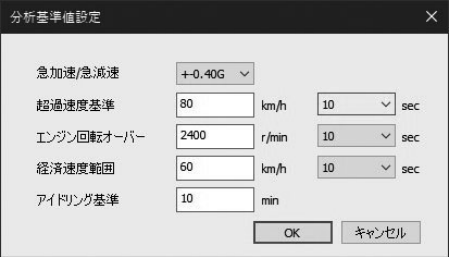 分析基準値設定
急加速/急減速 +-0.40G
超過速度基準 80 km/h 10 sec
エンジン回転オーバー 2400 r/min 10 sec
経済速度範囲 60 km/h 10 sec
アイドリング基準 10 min
OK キャンセル